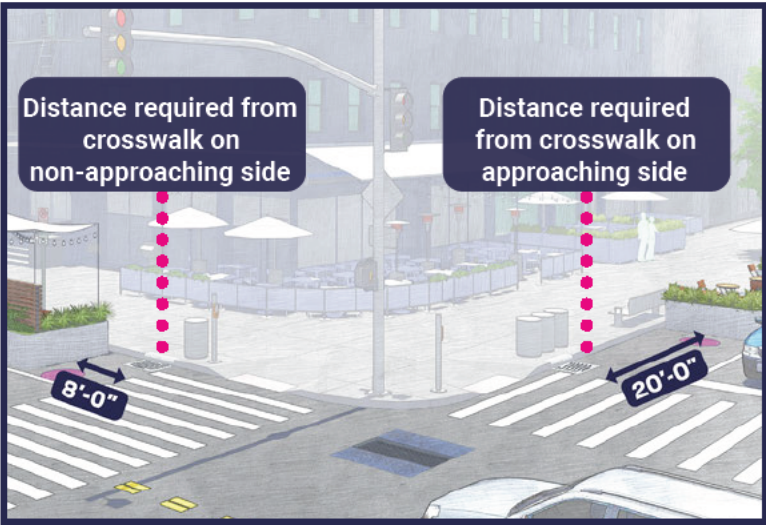 Distance required from
crosswalk on
non-approaching side
Distance required
from crosswalk on
approaching side
8'-0"
20'-0"